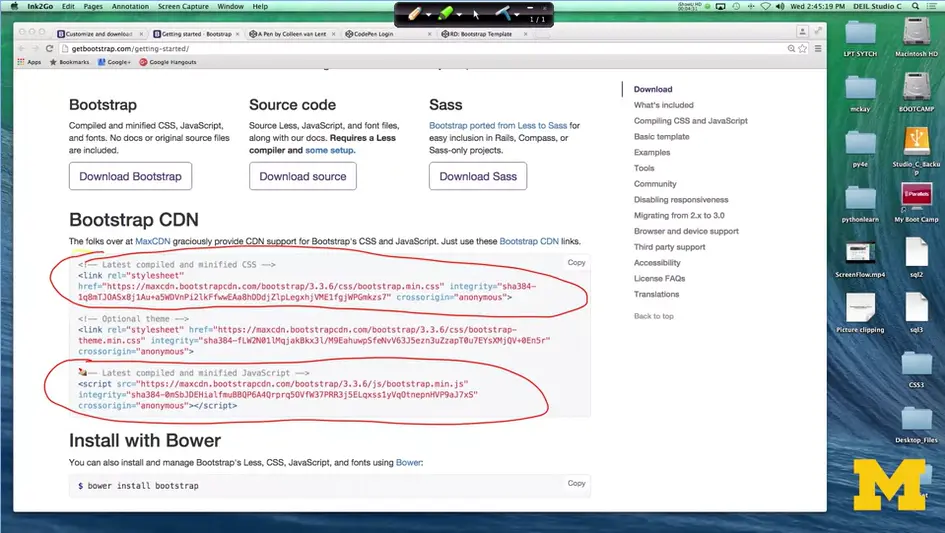 Ink2Go Edit Pages Annotation Screen Capture Window Help
Wed 2:45:19 PM DEIL Studio C
1/1
Customize and download
Getting started · Bootstrap
A Pen by Colleen van Lent
CodePen Login
RD: Bootstrap Template
getbootstrap.com/getting-started/
Apps Bookmarks Google+ Google Hangouts
Bootstrap
Compiled and minified CSS, JavaScript,
and fonts. No docs or original source files
are included.
Download Bootstrap
Source code
Source Less, JavaScript, and font files,
along with our docs. Requires a Less
compiler and some setup.
Download source
Sass
Bootstrap ported from Less to Sass for
easy inclusion in Rails, Compass, or
Sass-only projects.
Download Sass
Bootstrap CDN
The folks over at MaxCDN graciously provide CDN support for Bootstrap's CSS and JavaScript. Just use these Bootstrap CDN links.
Copy
<!-- Latest compiled and minified CSS -->
<link rel="stylesheet"
href="https://maxcdn.bootstrapcdn.com/bootstrap/3.3.6/css/bootstrap.min.css" integrity="sha384-
1q8mTJOASx8j1Au+a5WDVnPi2lkFfwwEAa8hDDdjZlpLegxhjVME1fgjWPGmkzs7" crossorigin="anonymous">
<!-- Optional theme -->
<link rel="stylesheet" href="https://maxcdn.bootstrapcdn.com/bootstrap/3.3.6/css/bootstrap-
theme.min.css" integrity="sha384-fLW2N01lMqjakBkx3l/M9EahuwpSfeNvV63J5ezn3uZzapT0u7EYsXMjQV+0En5r"
crossorigin="anonymous">
<!-- Latest compiled and minified JavaScript -->
<script src="https://maxcdn.bootstrapcdn.com/bootstrap/3.3.6/js/bootstrap.min.js"
integrity="sha384-0mSbJDEHialfmuBBQP6A4Qrprq5OVfW37PRR3j5ELqxss1yVqOtnepnHVP9aJ7xS"
crossorigin="anonymous"></script>
Install with Bower
You can also install and manage Bootstrap's Less, CSS, JavaScript, and fonts using Bower:
Copy
$ bower install bootstrap
Download
What's included
Compiling CSS and JavaScript
Basic template
Examples
Tools
Community
Disabling responsiveness
Migrating from 2.x to 3.0
Browser and device support
Third party support
Accessibility
License FAQs
Translations
Back to top
LPT SYTCH
Macintosh HD
mckay
BOOTCAMP
py4e
Studio_C_Backu
p
pythonlearn
My Boot Camp
ScreenFlow.mp4
sql2
Picture clipping
sql3
CSS3
Desktop_Files
M